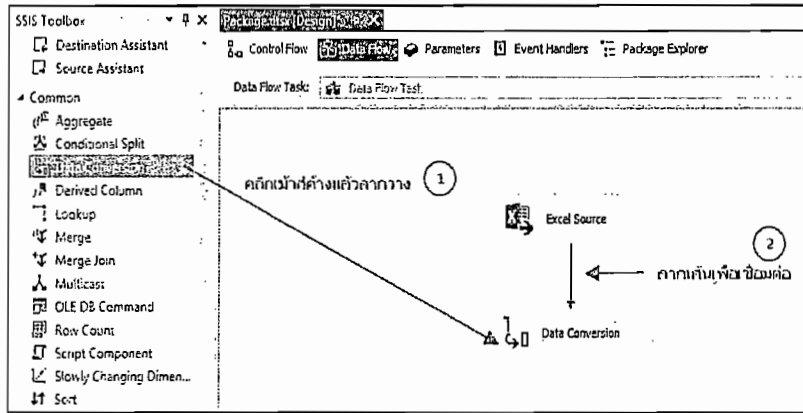 SSIS Toolbox
Destination Assistant
Source Assistant
Common
Aggregate
Conditional Split
Data Conversion
Derived Column
Lookup
Merge
Merge Join
Multicast
OLE DB Command
Row Count
Script Component
Slowly Changing Dimen...
Sort
Package.dtsx [Design]
Control Flow
Data Flow
Parameters
Event Handlers
Package Explorer
Data Flow Task:
Data Flow Task
คลิกเม้าส์ค้างแล้วลากวาง
1
Excel Source
2
ลากเส้นเพื่อเชื่อมต่อ
Data Conversion